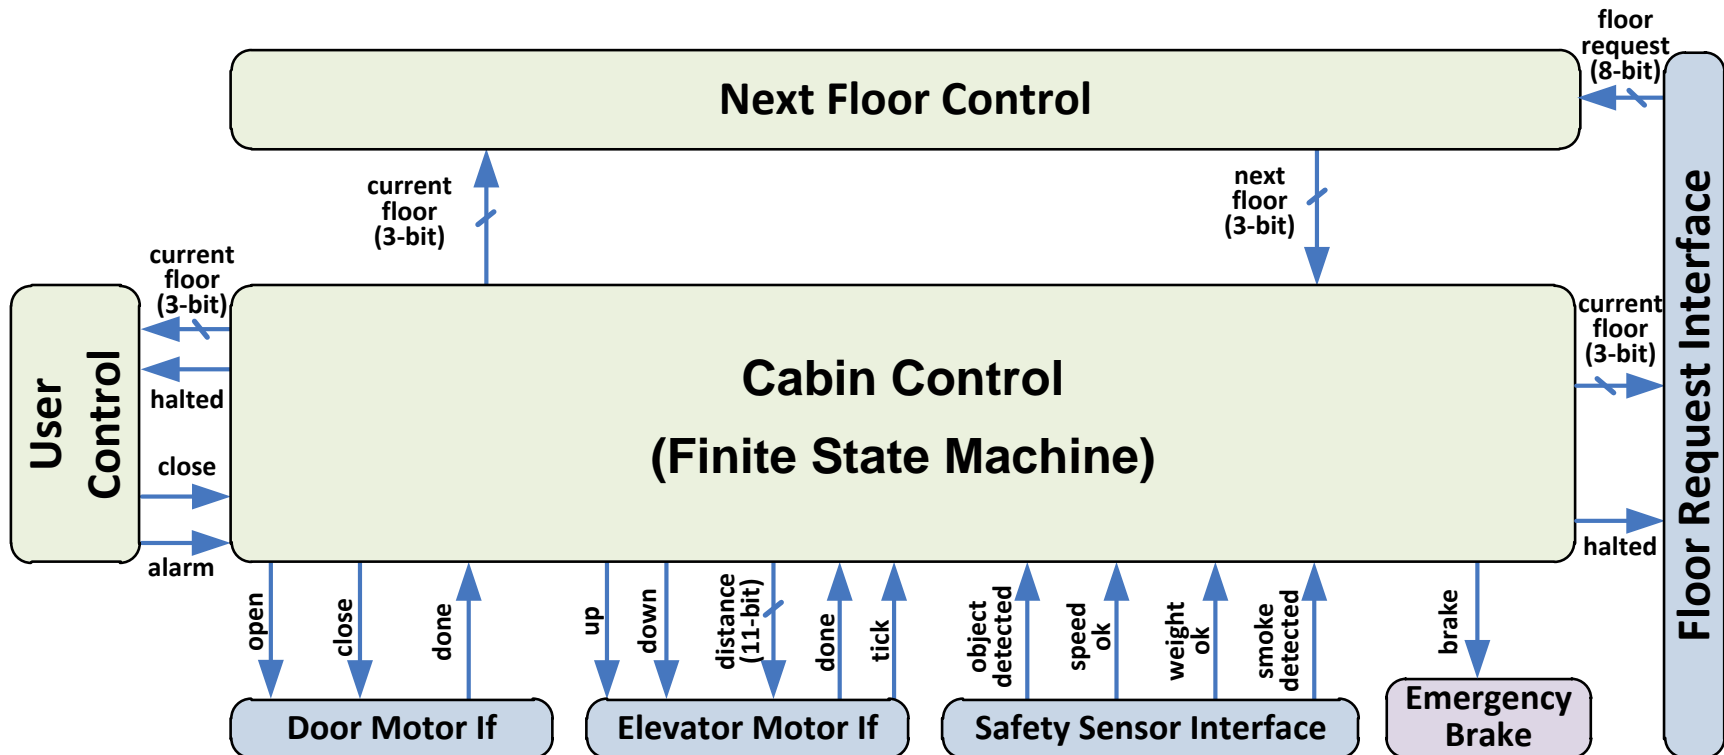 floor
request
(8-bit)
Next Floor Control
current
floor
(3-bit)
next
floor
(3-bit)
current
floor
(3-bit)
halted
close
alarm
User
Control
Cabin Control
(Finite State Machine)
current
floor
(3-bit)
halted
Floor Request Interface
open
close
done
up
down
distance
(11-bit)
done
tick
object
detected
speed
ok
weight
ok
smoke
detected
brake
Door Motor If
Elevator Motor If
Safety Sensor Interface
Emergency
Brake